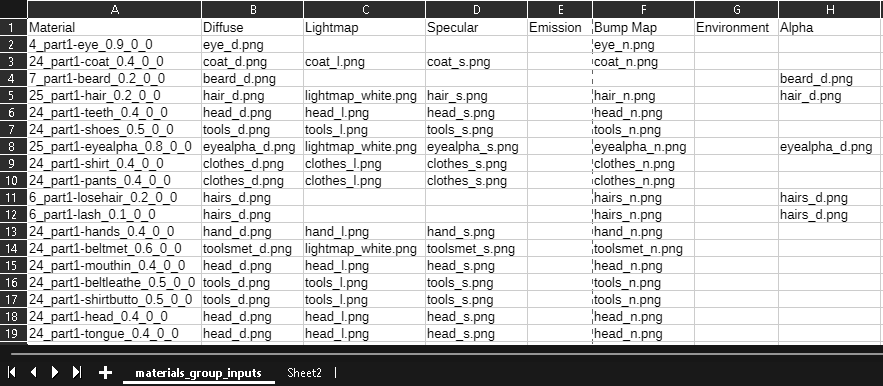 A B C D E F G H
1 Material Diffuse Lightmap Specular Emission Bump Map Environment Alpha
2 4_part1-eye_0.9_0_0 eye_d.png eye_n.png
3 24_part1-coat_0.4_0_0 coat_d.png coat_l.png coat_s.png coat_n.png
4 7_part1-beard_0.2_0_0 beard_d.png beard_d.png
5 25_part1-hair_0.2_0_0 hair_d.png lightmap_white.png hair_s.png hair_n.png hair_d.png
6 24_part1-teeth_0.4_0_0 head_d.png head_l.png head_s.png head_n.png
7 24_part1-shoes_0.5_0_0 tools_d.png tools_l.png tools_s.png tools_n.png
8 25_part1-eyealpha_0.8_0_0 eyealpha_d.png lightmap_white.png eyealpha_s.png eyealpha_n.png eyealpha_d.png
9 24_part1-shirt_0.4_0_0 clothes_d.png clothes_l.png clothes_s.png clothes_n.png
10 24_part1-pants_0.4_0_0 clothes_d.png clothes_l.png clothes_s.png clothes_n.png
11 6_part1-losehair_0.2_0_0 hairs_d.png hairs_n.png hairs_d.png
12 6_part1-lash_0.1_0_0 hairs_d.png hairs_n.png hairs_d.png
13 24_part1-hands_0.4_0_0 hand_d.png hand_l.png hand_s.png hand_n.png
14 24_part1-beltmet_0.6_0_0 toolsmet_d.png lightmap_white.png toolsmet_s.png toolsmet_n.png
15 24_part1-mouthin_0.4_0_0 head_d.png head_l.png head_s.png head_n.png
16 24_part1-beltleathe_0.5_0_0 tools_d.png tools_l.png tools_s.png tools_n.png
17 24_part1-shirtbutto_0.5_0_0 tools_d.png tools_l.png tools_s.png tools_n.png
18 24_part1-head_0.4_0_0 head_d.png head_l.png head_s.png head_n.png
19 24_part1-tongue_0.4_0_0 head_d.png head_l.png head_s.png head_n.png
materials_group_inputs Sheet2